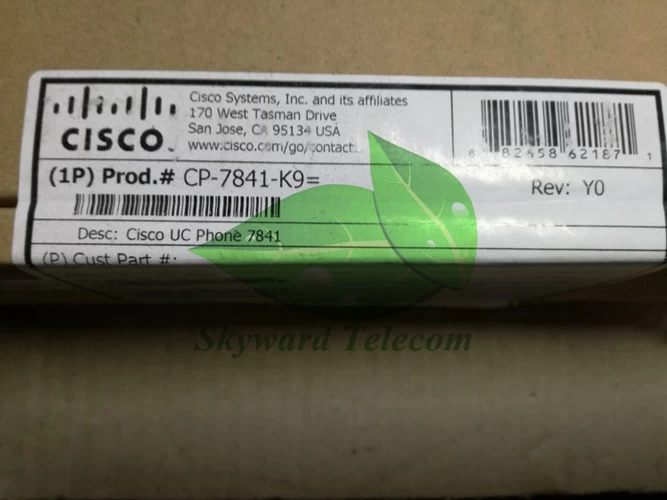 CISCO™
Cisco Systems, Inc. and its affiliates
170 West Tasman Drive
San Jose, CA 95134 USA
www.cisco.com/go/contact
8 82658 62187 1
(1P) Prod.# CP-7841-K9=
Rev: Y0
Desc: Cisco UC Phone 7841
(P) Cust Part #:
Skyward Telecom